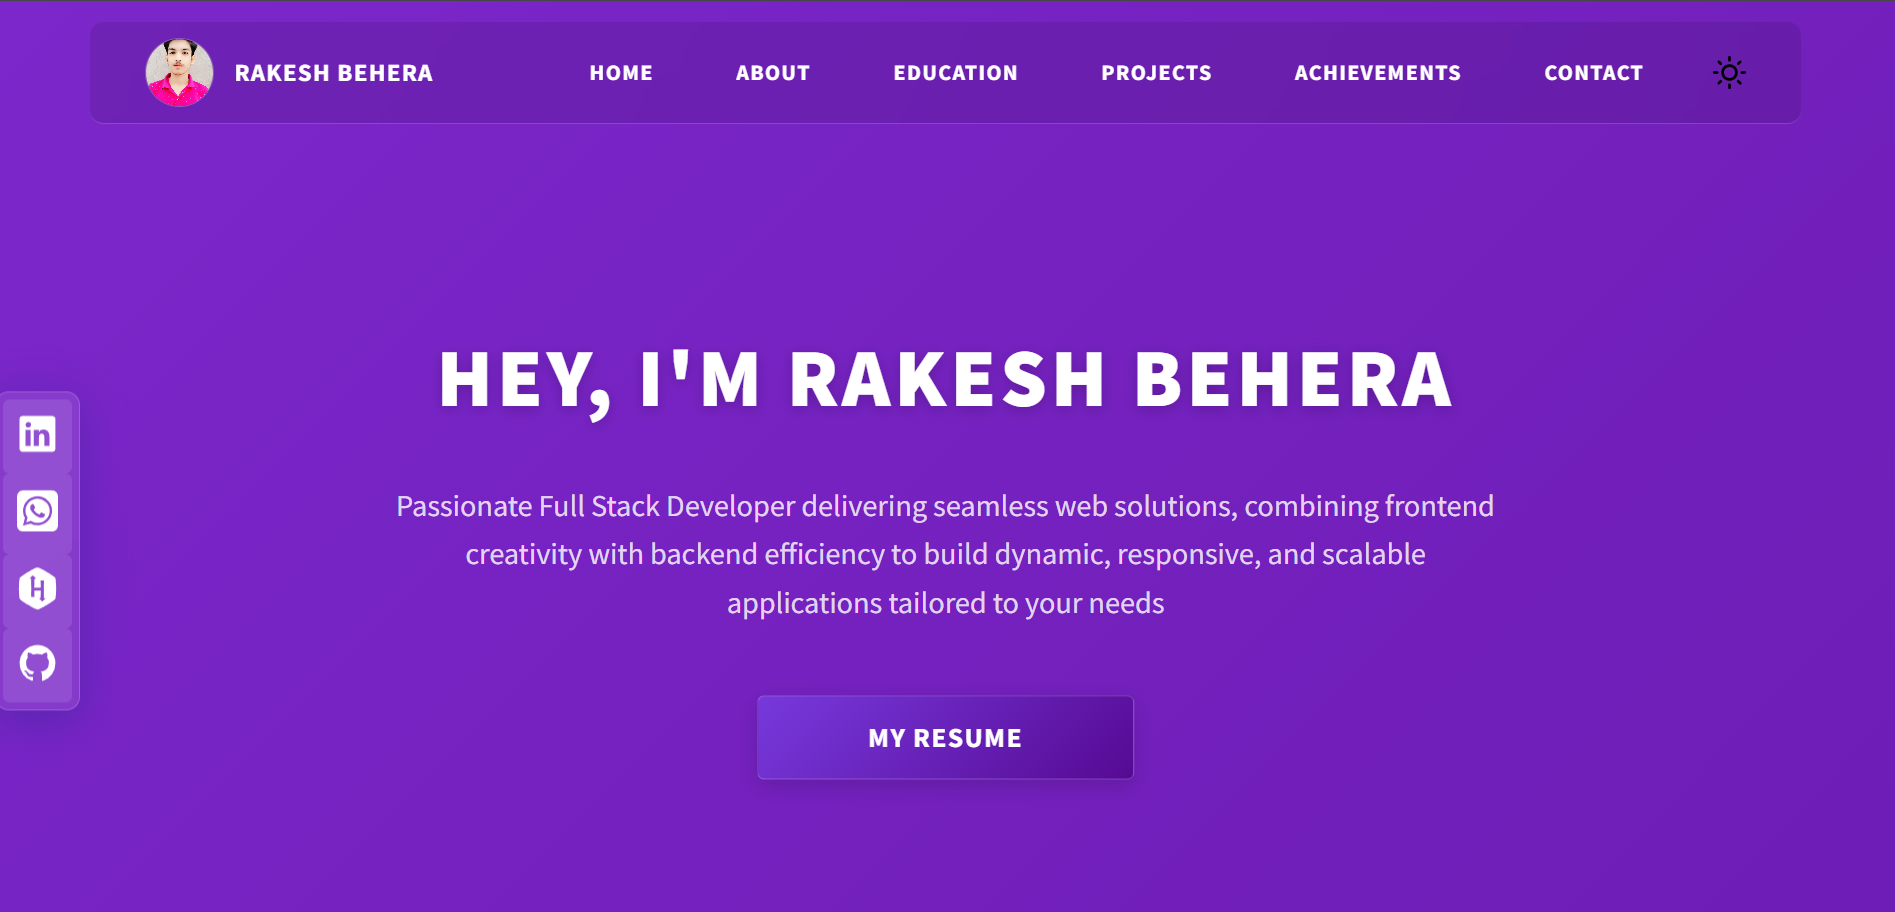 RAKESH BEHERA
HOME
ABOUT
EDUCATION
PROJECTS
ACHIEVEMENTS
CONTACT
HEY, I'M RAKESH BEHERA
Passionate Full Stack Developer delivering seamless web solutions, combining frontend
creativity with backend efficiency to build dynamic, responsive, and scalable
applications tailored to your needs
in
H
MY RESUME